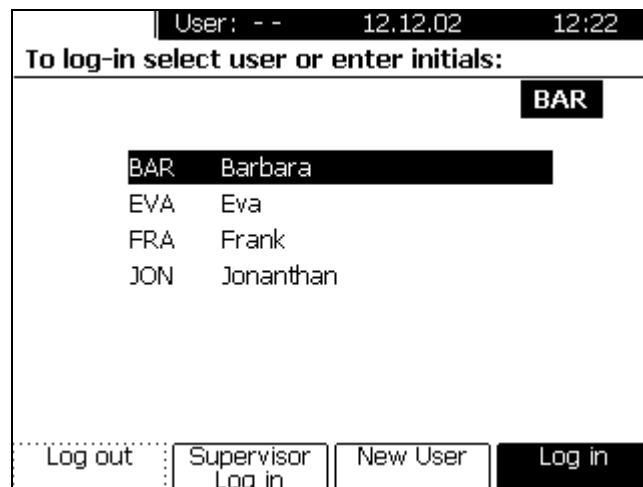 User: - - 12.12.02 12:22
To log-in select user or enter initials:
BAR
BAR Barbara
EVA Eva
FRA Frank
JON Jonanthan
Log out Supervisor Log in New User Log in